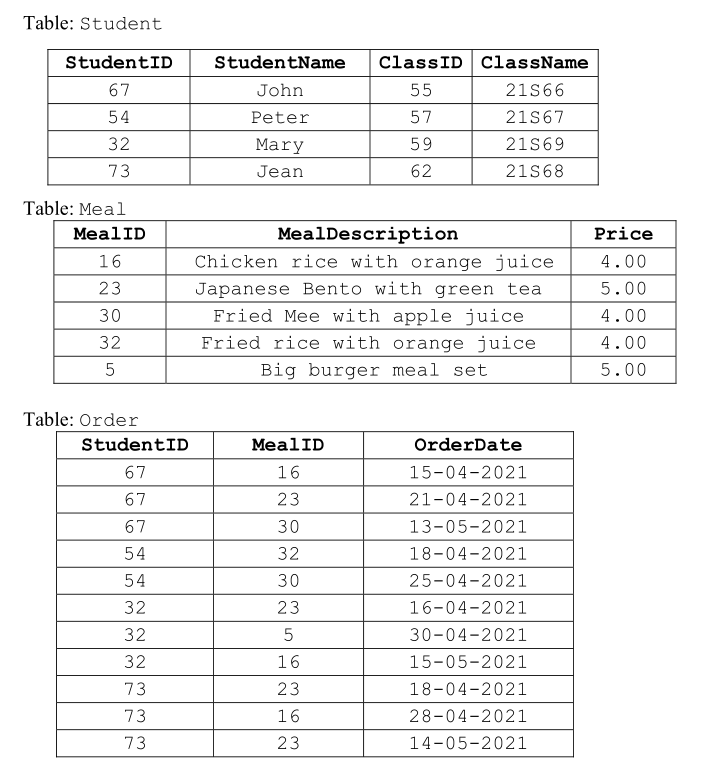 Table: Student
StudentID StudentName ClassID ClassName
67 John 55 21S66
54 Peter 57 21S67
32 Mary 59 21S69
73 Jean 62 21S68
Table: Meal
MealID MealDescription Price
16 Chicken rice with orange juice 4.00
23 Japanese Bento with green tea 5.00
30 Fried Mee with apple juice 4.00
32 Fried rice with orange juice 4.00
5 Big burger meal set 5.00
Table: Order
StudentID MealID OrderDate
67 16 15-04-2021
67 23 21-04-2021
67 30 13-05-2021
54 32 18-04-2021
54 30 25-04-2021
32 23 16-04-2021
32 5 30-04-2021
32 16 15-05-2021
73 23 18-04-2021
73 16 28-04-2021
73 23 14-05-2021